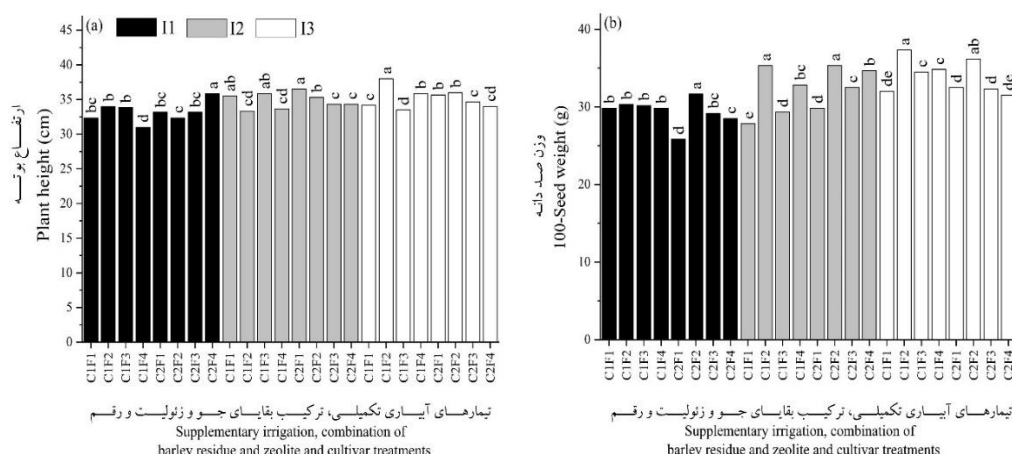 (a)
I1 I2 I3
ارتفاع بوته
Plant height (cm)
45
40
35
30
25
20
15
10
5
0
bc b b d bc c bc a ab cd ab cd a b c c c a d b b b c cd
C1F1 C1F2 C1F3 C1F4 C2F1 C2F2 C2F3 C2F4 C1F1 C1F2 C1F3 C1F4 C2F1 C2F2 C2F3 C2F4 C1F1 C1F2 C1F3 C1F4 C2F1 C2F2 C2F3 C2F4
تیمارهای آبیاری تکمیلی، ترکیب بقایای جو و زئولیت و رقم
Supplementary irrigation, combination of
barley residue and zeolite and cultivar treatments
(b)
وزن صد دانه
100-Seed weight (g)
40
30
20
10
0
b b b b d a bc c e a d bc d a c b de a c c d ab d de
C1F1 C1F2 C1F3 C1F4 C2F1 C2F2 C2F3 C2F4 C1F1 C1F2 C1F3 C1F4 C2F1 C2F2 C2F3 C2F4 C1F1 C1F2 C1F3 C1F4 C2F1 C2F2 C2F3 C2F4
تیمارهای آبیاری تکمیلی، ترکیب بقایای جو و زئولیت و رقم
Supplementary irrigation, combination of
barley residue and zeolite and cultivar treatments